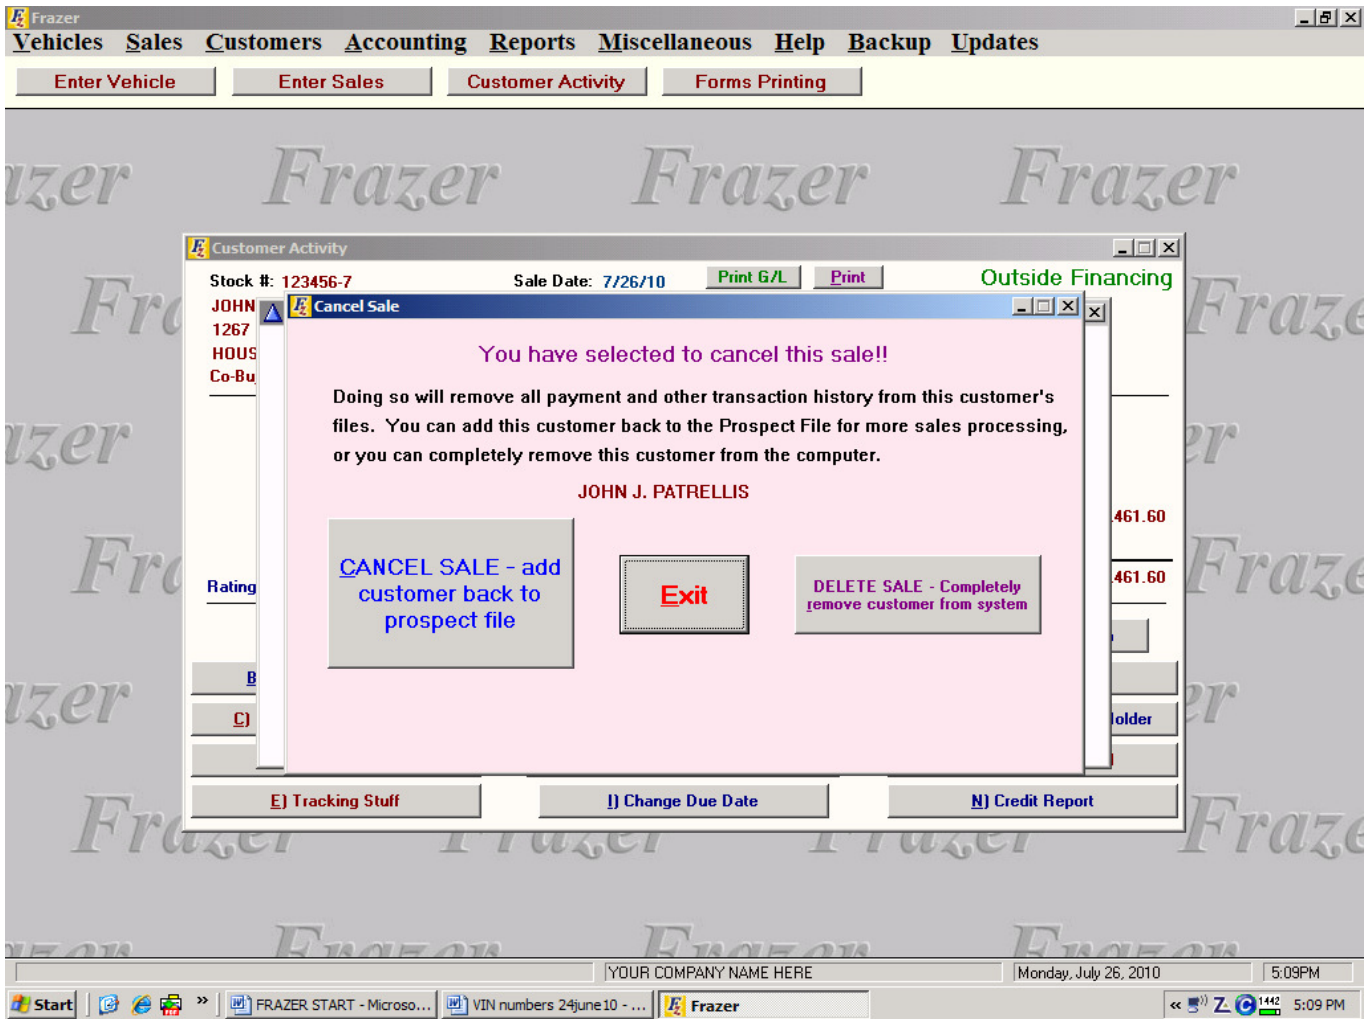 Frazer
Vehicles Sales Customers Accounting Reports Miscellaneous Help Backup Updates
Enter Vehicle Enter Sales Customer Activity Forms Printing
Frazer Frazer Frazer
Customer Activity
Stock #: 123456-7 Sale Date: 7/26/10 Print G/L Print Outside Financing
JOHN
1267
HOUS
Co-Bu
Cancel Sale
You have selected to cancel this sale!!
Doing so will remove all payment and other transaction history from this customer's
files. You can add this customer back to the Prospect File for more sales processing,
or you can completely remove this customer from the computer.
JOHN J. PATRELLIS
461.60
CANCEL SALE - add
customer back to
prospect file
Exit
DELETE SALE - Completely
remove customer from system
Rating 461.60
B
C) older
E) Tracking Stuff I) Change Due Date N) Credit Report
YOUR COMPANY NAME HERE Monday, July 26, 2010 5:09PM
Start » FRAZER START - Microso... VIN numbers 24june10 - ... Frazer « 1442 5:09 PM